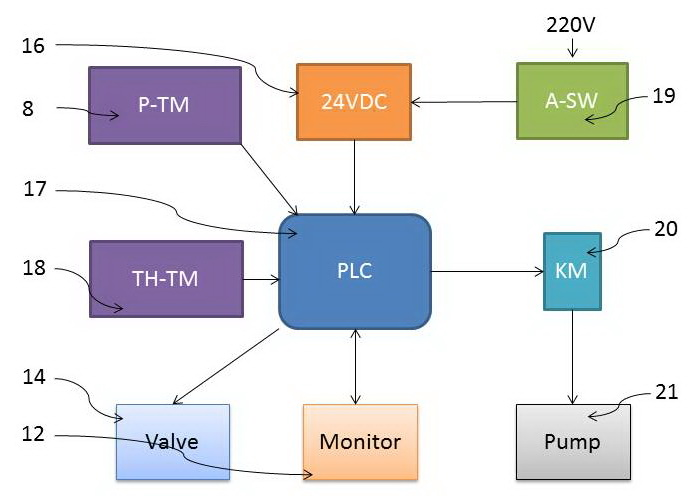 220V
16
P-TM
24VDC
A-SW
19
8
17
20
TH-TM
PLC
KM
18
14
21
12
Valve
Monitor
Pump